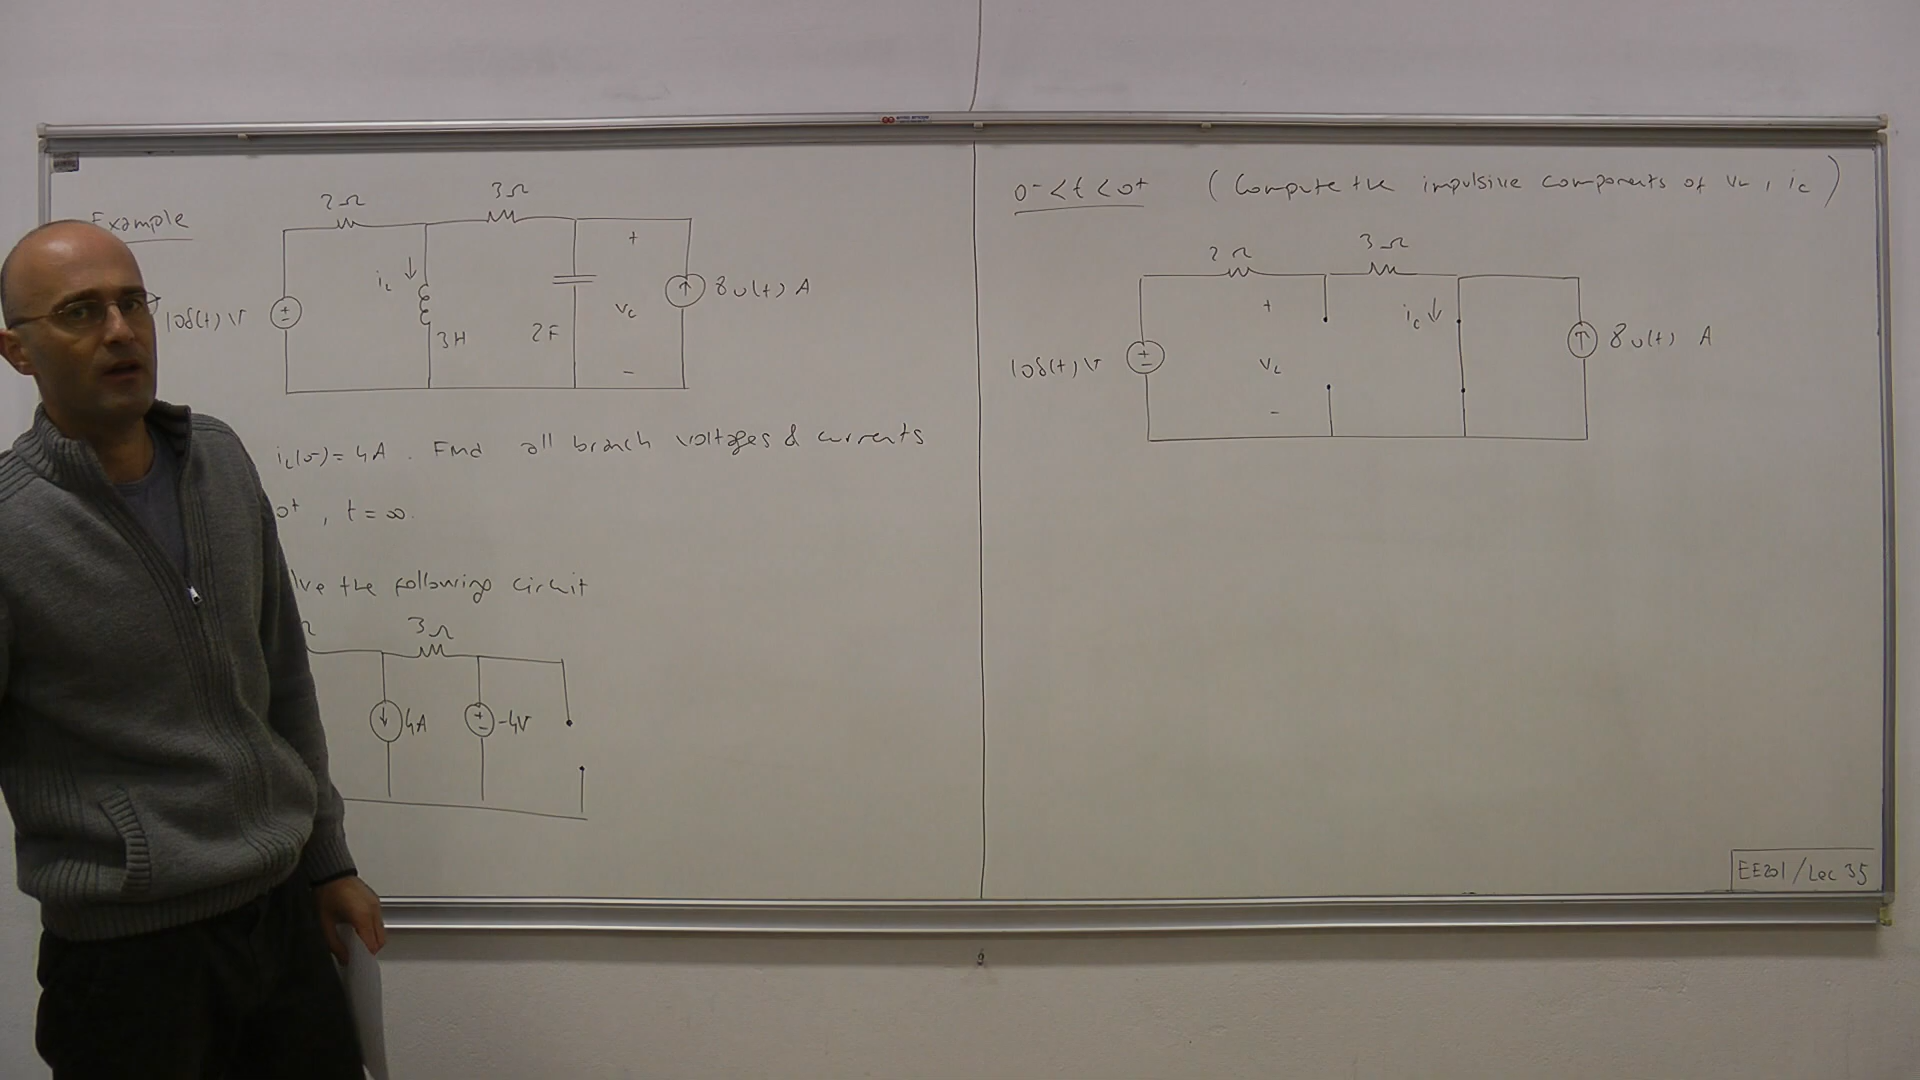 Example
2Ω
3Ω
10δ(t) V
iL
3H
2F
+
vc
-
8u(t) A
iL(0-) = 4A. Find all branch voltages & currents
0+, t = ∞.
lve the following circuit
3Ω
4A
+
-
-4V
0- < t < 0+ (Compute the impulsive components of vL, ic)
2Ω
3Ω
10δ(t) V
+
vL
-
ic
8u(t) A
EE201/Lec 35